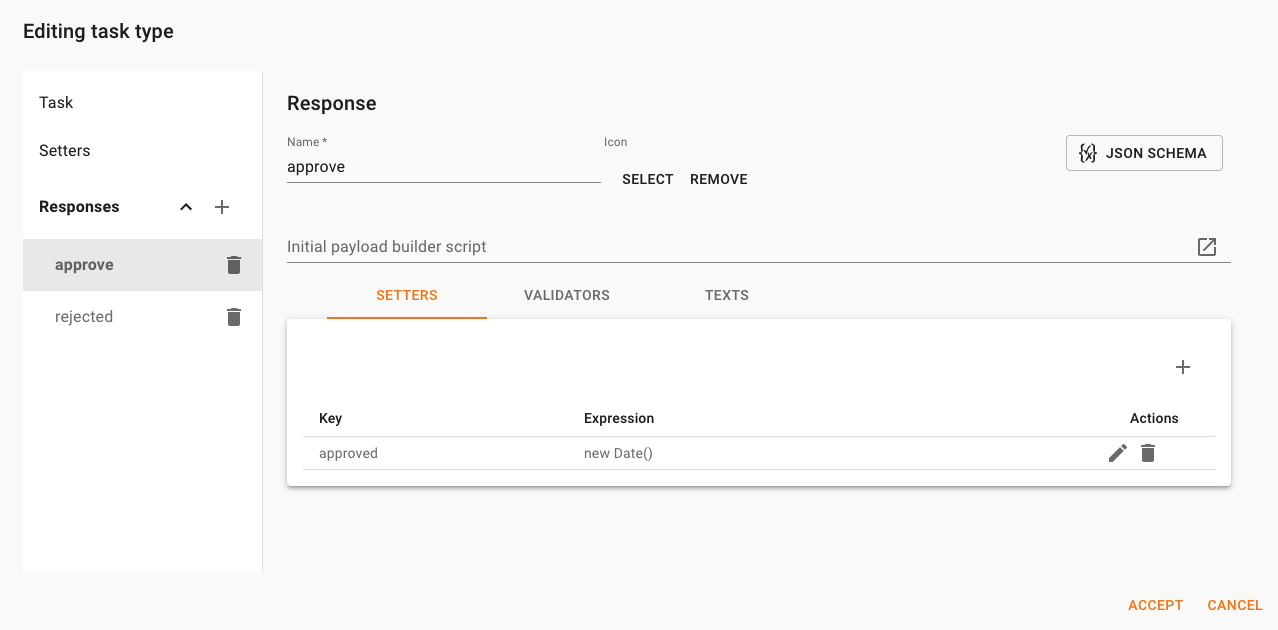 Editing task type
Task
Setters
Responses
approve
rejected
Response
Name *
Icon
approve
SELECT REMOVE
JSON SCHEMA
Initial payload builder script
SETTERS VALIDATORS TEXTS
Key Expression Actions
approved new Date()
ACCEPT CANCEL